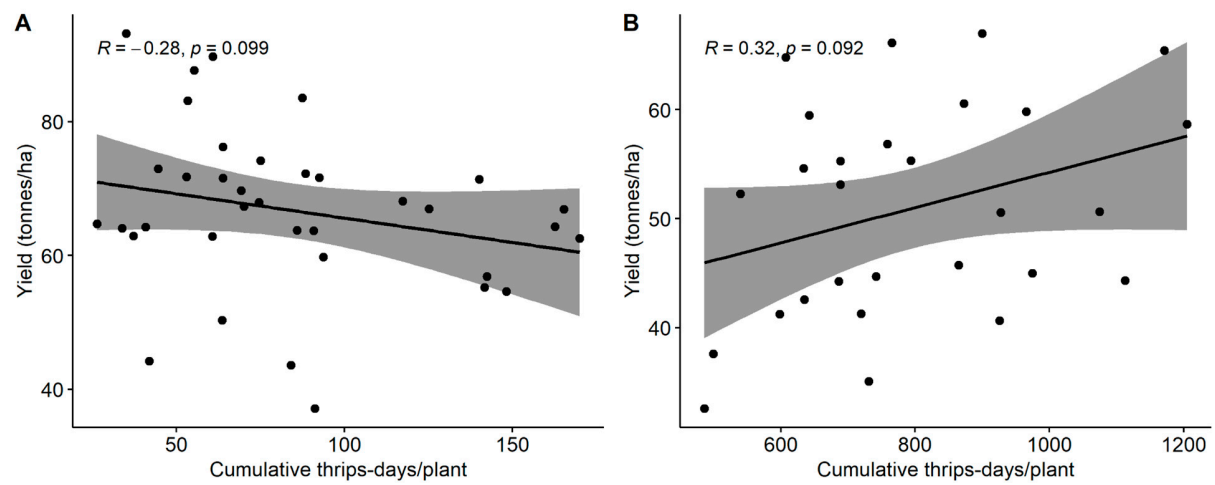 A
R = −0.28, p = 0.099
80
60
40
Yield (tonnes/ha)
50
100
150
Cumulative thrips-days/plant
B
R = 0.32, p = 0.092
60
50
40
Yield (tonnes/ha)
600
800
1000
1200
Cumulative thrips-days/plant